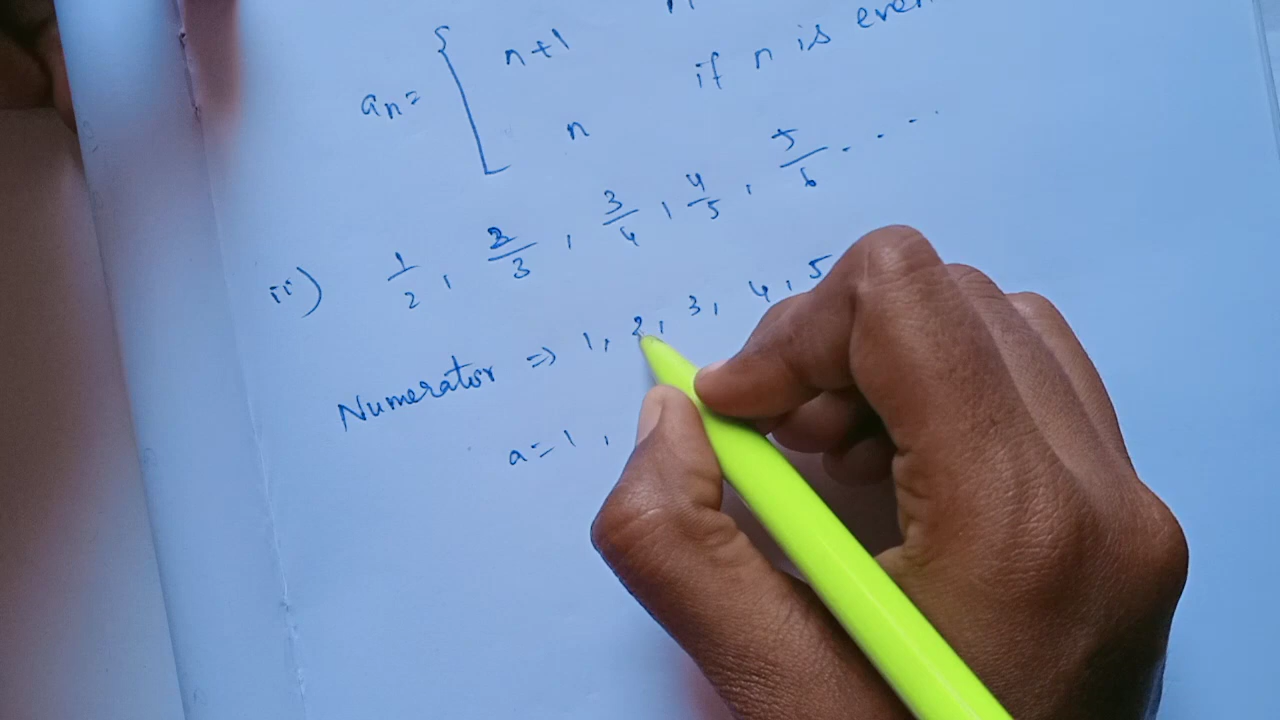 n+1
if n is even
aₙ=
n
ii) 1/2, 2/3, 3/4, 4/5, 5/6 ....
Numerator ⇒ 1, 2, 3, 4, 5
a=1,